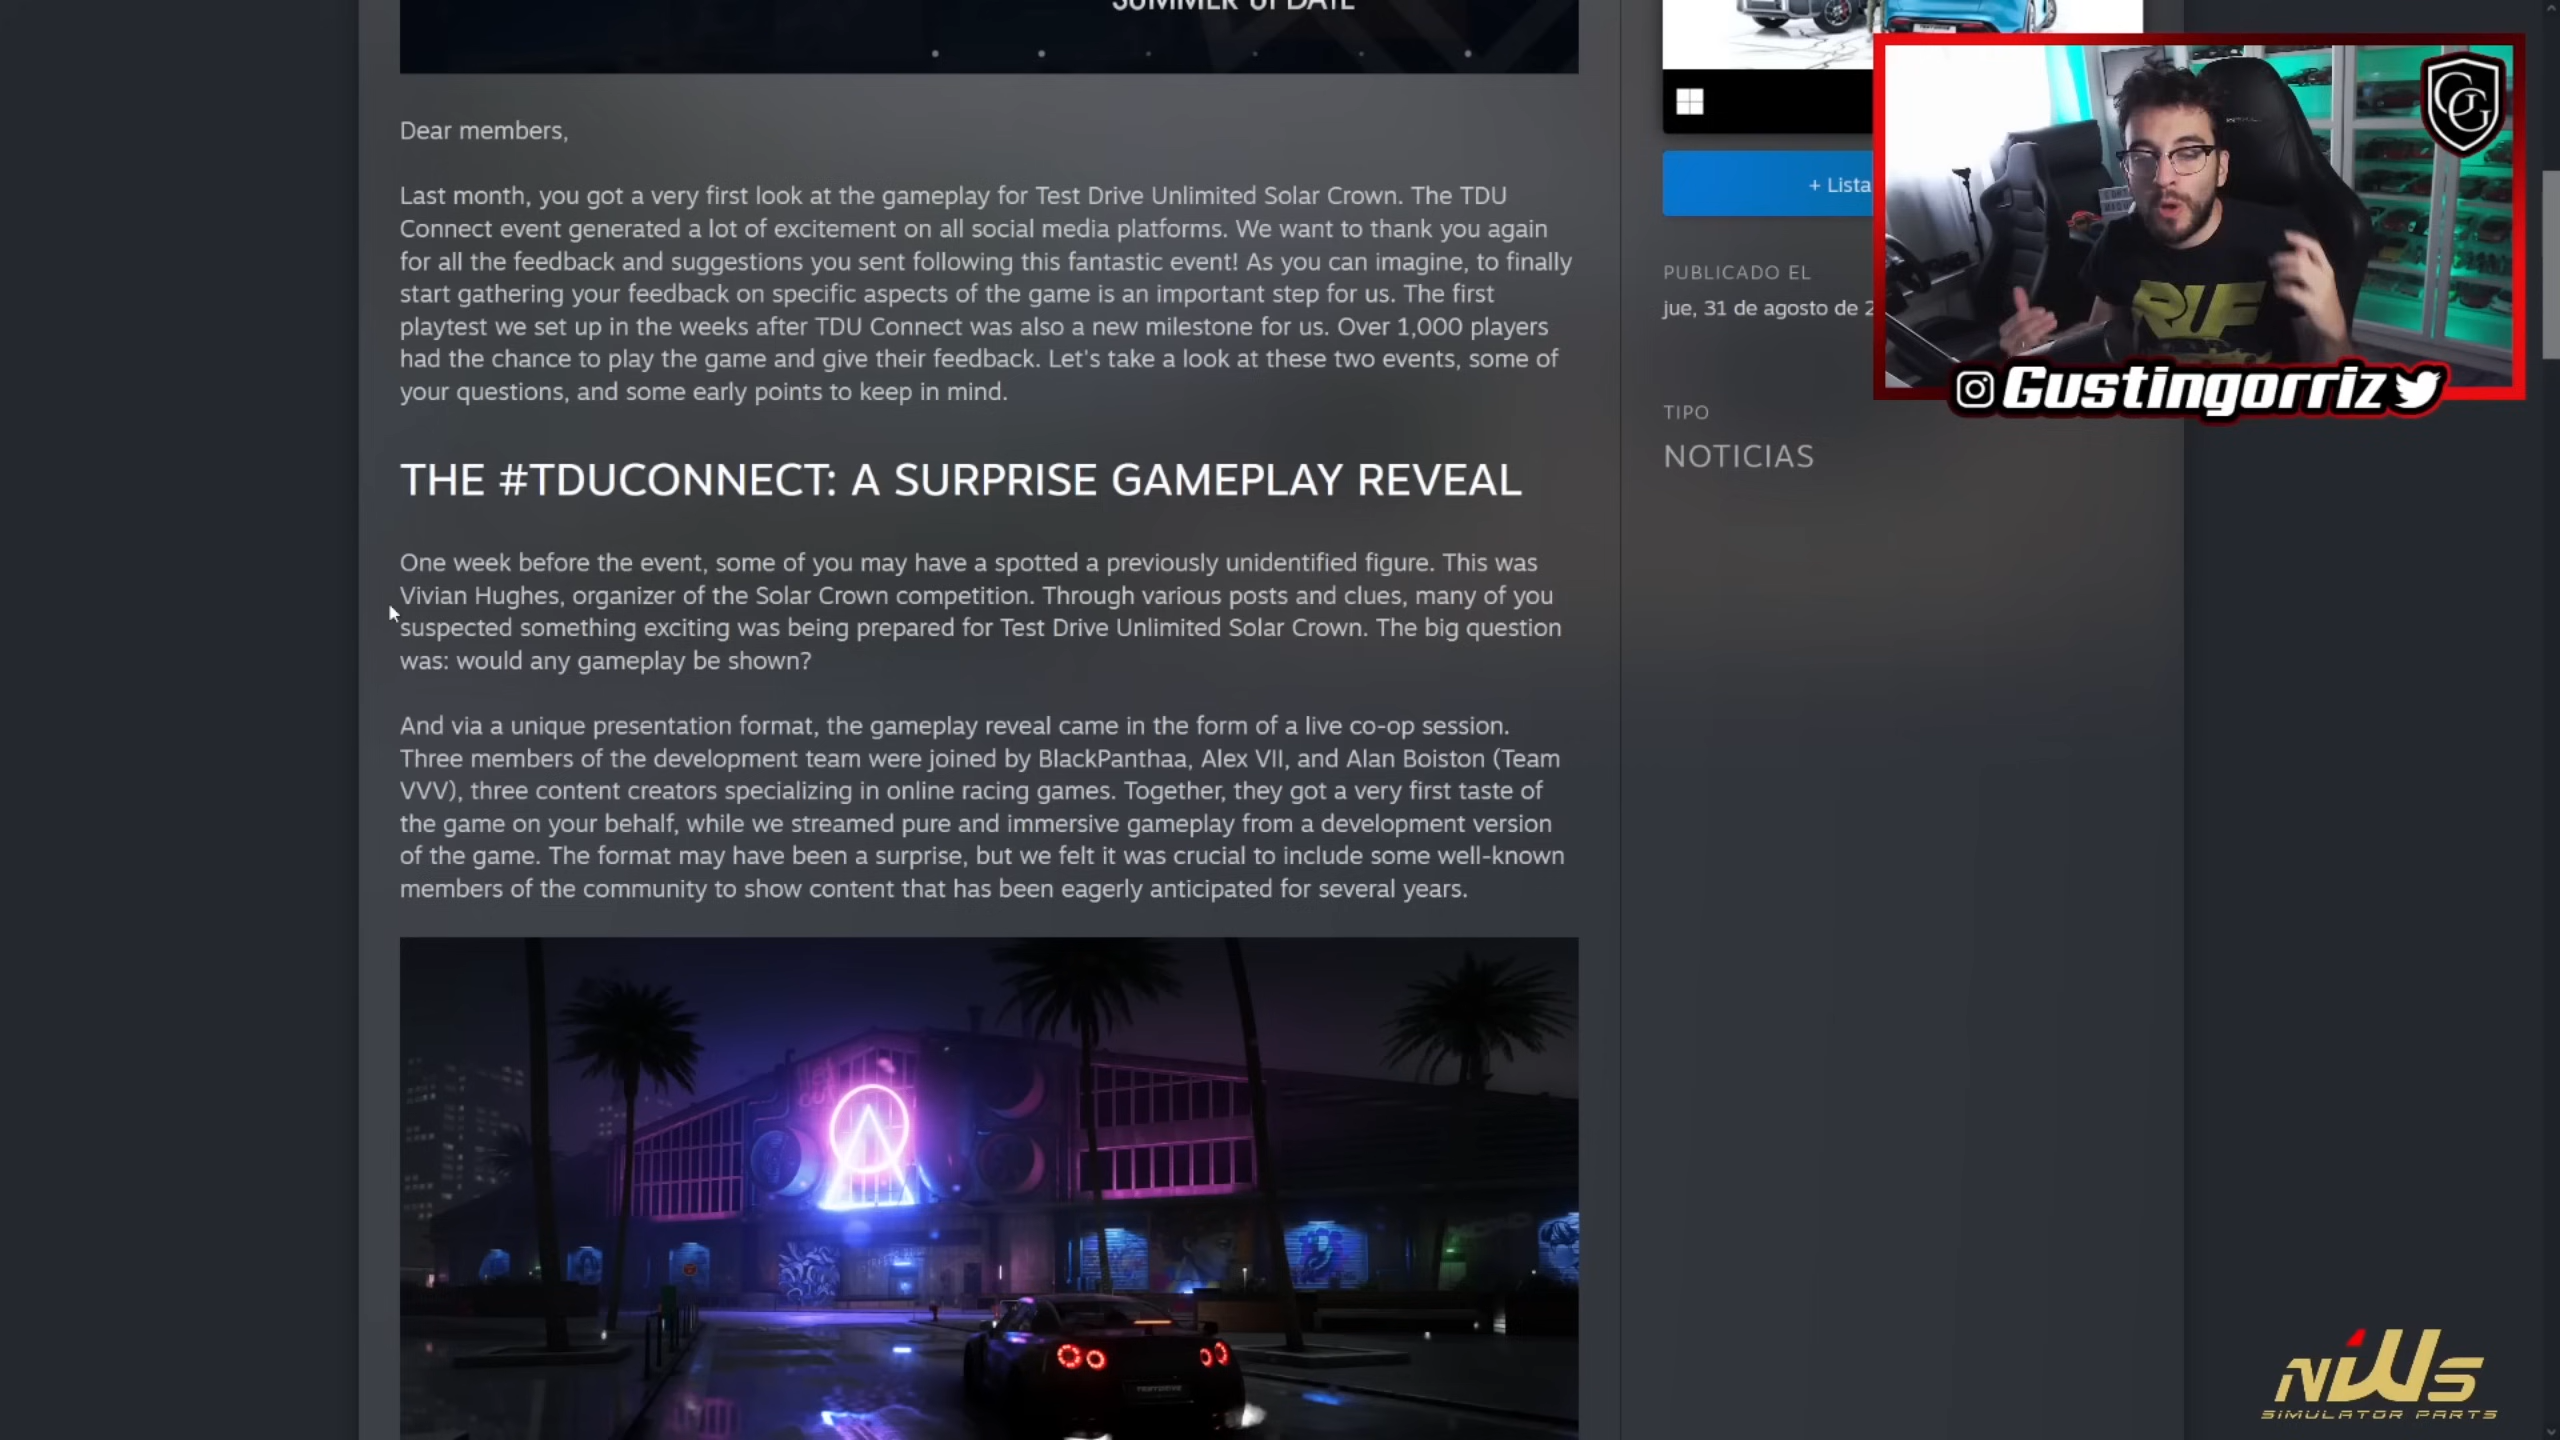 SUMMER UPDATE
Dear members,
Last month, you got a very first look at the gameplay for Test Drive Unlimited Solar Crown. The TDU
Connect event generated a lot of excitement on all social media platforms. We want to thank you again
for all the feedback and suggestions you sent following this fantastic event! As you can imagine, to finally
start gathering your feedback on specific aspects of the game is an important step for us. The first
playtest we set up in the weeks after TDU Connect was also a new milestone for us. Over 1,000 players
had the chance to play the game and give their feedback. Let's take a look at these two events, some of
your questions, and some early points to keep in mind.
THE #TDUCONNECT: A SURPRISE GAMEPLAY REVEAL
One week before the event, some of you may have a spotted a previously unidentified figure. This was
Vivian Hughes, organizer of the Solar Crown competition. Through various posts and clues, many of you
suspected something exciting was being prepared for Test Drive Unlimited Solar Crown. The big question
was: would any gameplay be shown?
And via a unique presentation format, the gameplay reveal came in the form of a live co-op session.
Three members of the development team were joined by BlackPanthaa, Alex VII, and Alan Boiston (Team
VVV), three content creators specializing in online racing games. Together, they got a very first taste of
the game on your behalf, while we streamed pure and immersive gameplay from a development version
of the game. The format may have been a surprise, but we felt it was crucial to include some well-known
members of the community to show content that has been eagerly anticipated for several years.
+ Lista
PUBLICADO EL
jue, 31 de agosto de 2
TIPO
NOTICIAS
GG
RUF
Gustingorriz
NiWs
SIMULATOR PARTS